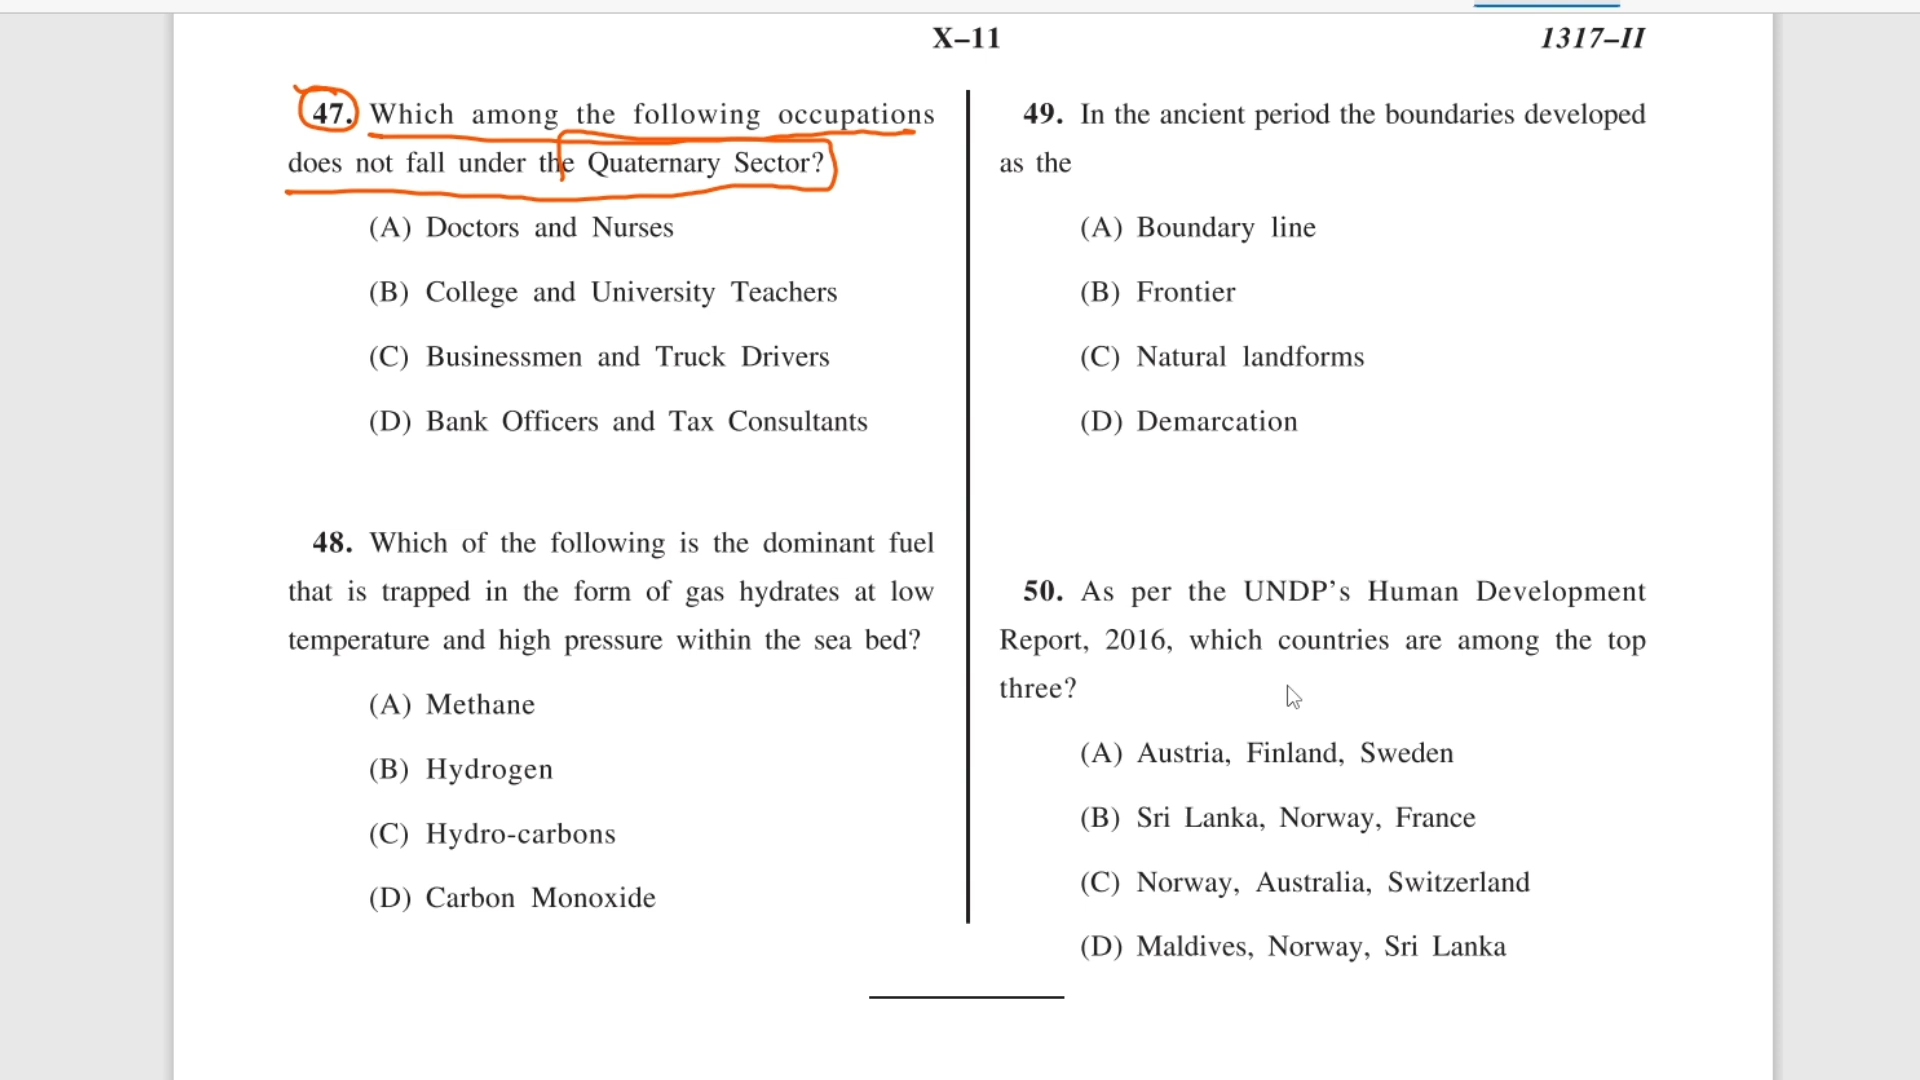 X–11
1317–II
47. Which among the following occupations
does not fall under the Quaternary Sector?
(A) Doctors and Nurses
(B) College and University Teachers
(C) Businessmen and Truck Drivers
(D) Bank Officers and Tax Consultants
48. Which of the following is the dominant fuel
that is trapped in the form of gas hydrates at low
temperature and high pressure within the sea bed?
(A) Methane
(B) Hydrogen
(C) Hydro-carbons
(D) Carbon Monoxide
49. In the ancient period the boundaries developed
as the
(A) Boundary line
(B) Frontier
(C) Natural landforms
(D) Demarcation
50. As per the UNDP’s Human Development
Report, 2016, which countries are among the top
three?
(A) Austria, Finland, Sweden
(B) Sri Lanka, Norway, France
(C) Norway, Australia, Switzerland
(D) Maldives, Norway, Sri Lanka